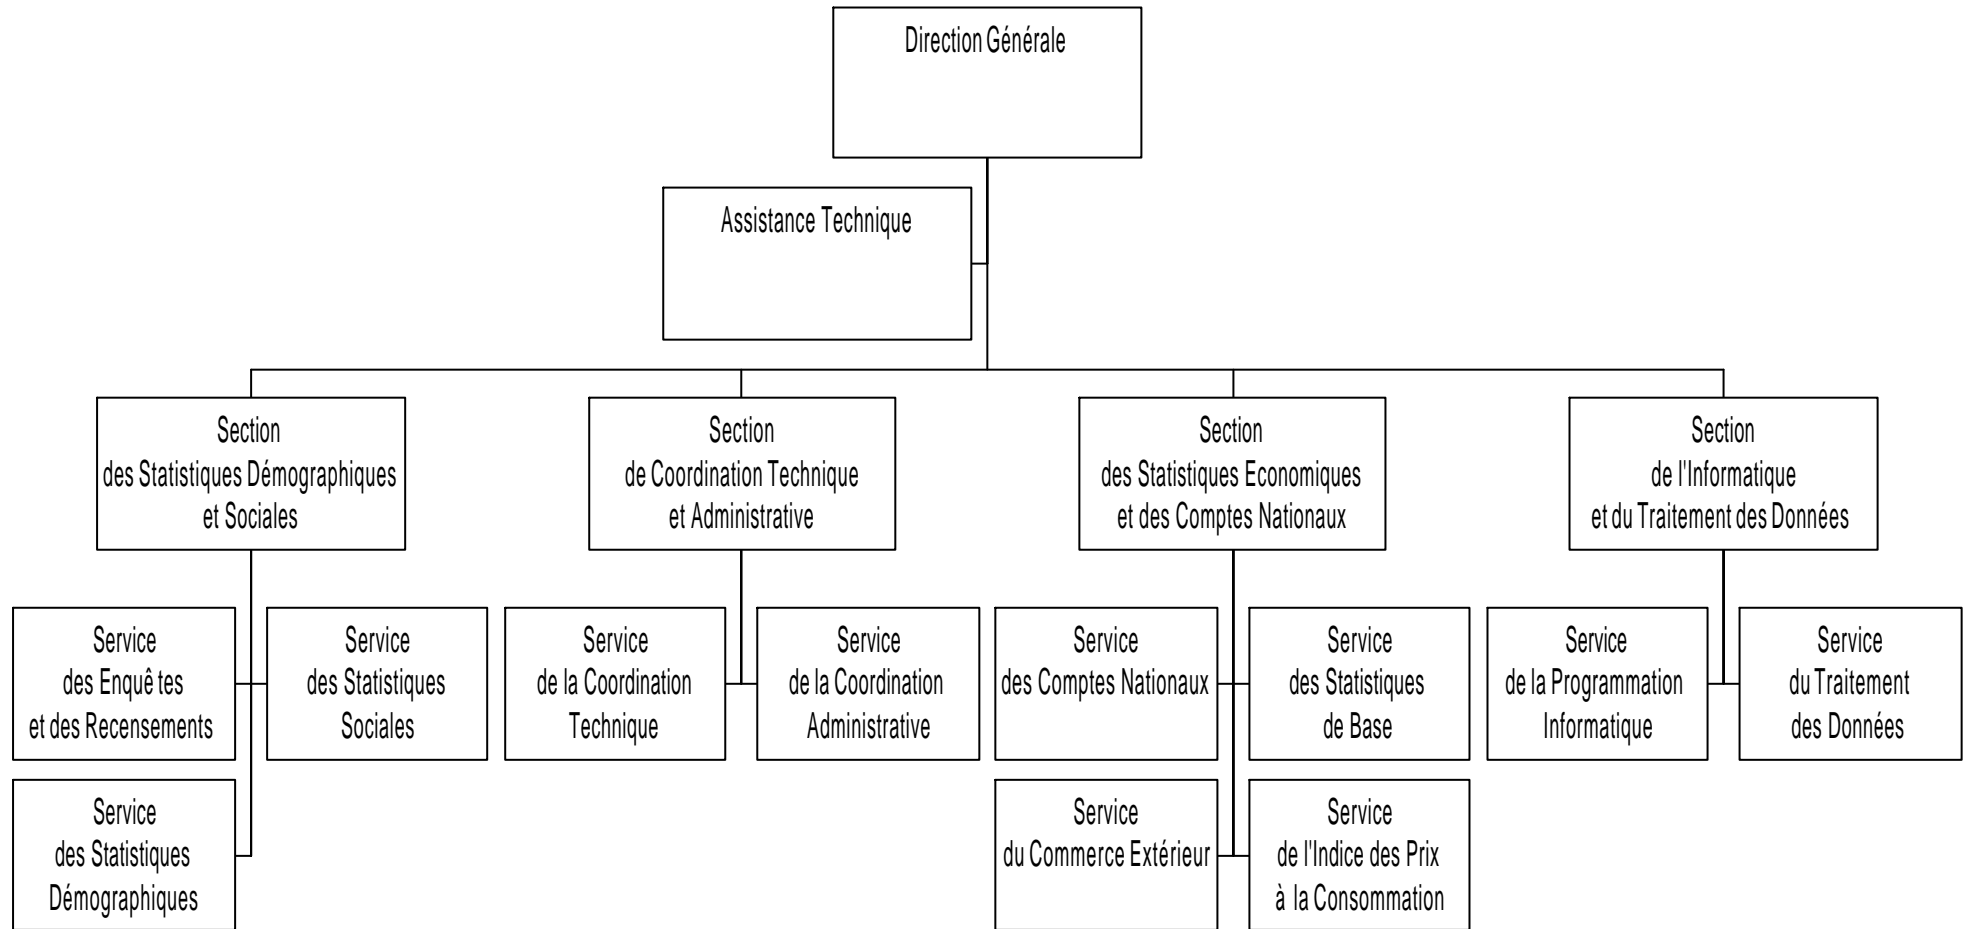 Direction Générale
Assistance Technique
Section
des Statistiques Démographiques
et Sociales
Section
de Coordination Technique
et Administrative
Section
des Statistiques Economiques
et des Comptes Nationaux
Section
de l'Informatique
et du Traitement des Données
Service
des Enquêtes
et des Recensements
Service
des Statistiques
Sociales
Service
de la Coordination
Technique
Service
de la Coordination
Administrative
Service
des Comptes Nationaux
Service
des Statistiques
de Base
Service
de la Programmation
Informatique
Service
du Traitement
des Données
Service
des Statistiques
Démographiques
Service
du Commerce Extérieur
Service
de l'Indice des Prix
à la Consommation